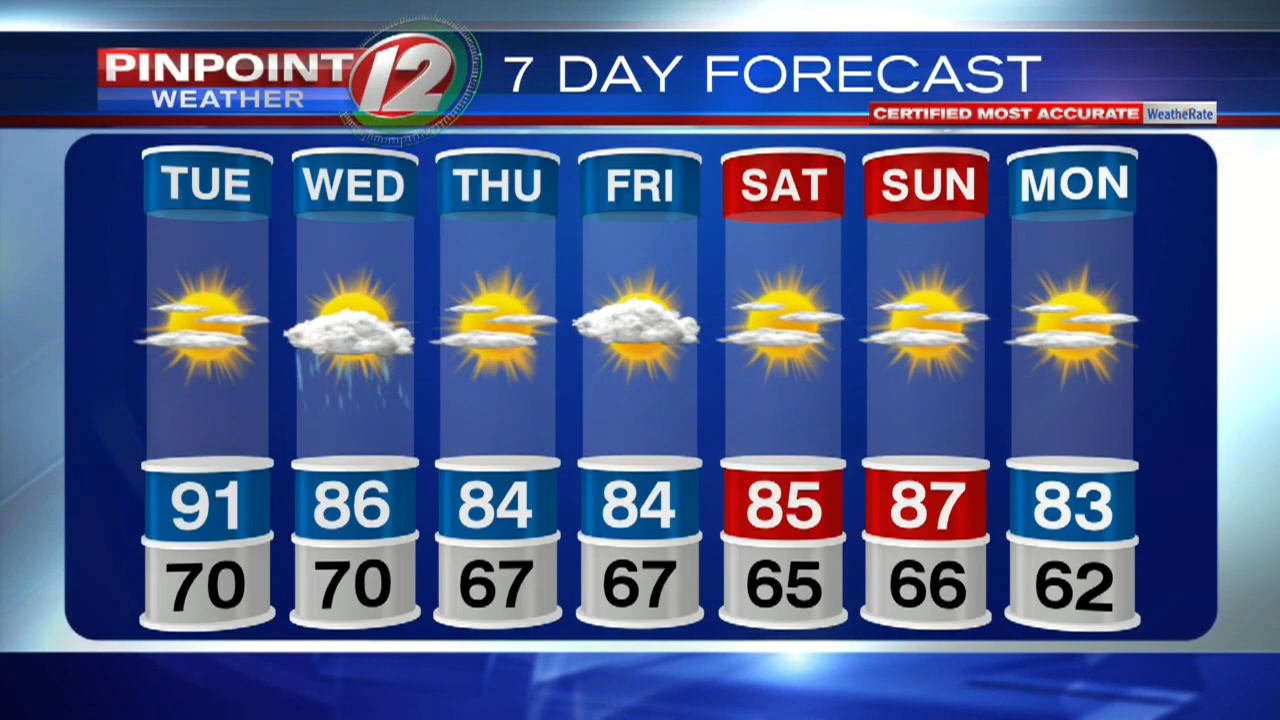 PINPOINT 12
WEATHER
7 DAY FORECAST
CERTIFIED MOST ACCURATE WeatheRate
TUE WED THU FRI SAT SUN MON
91 86 84 84 85 87 83
70 70 67 67 65 66 62